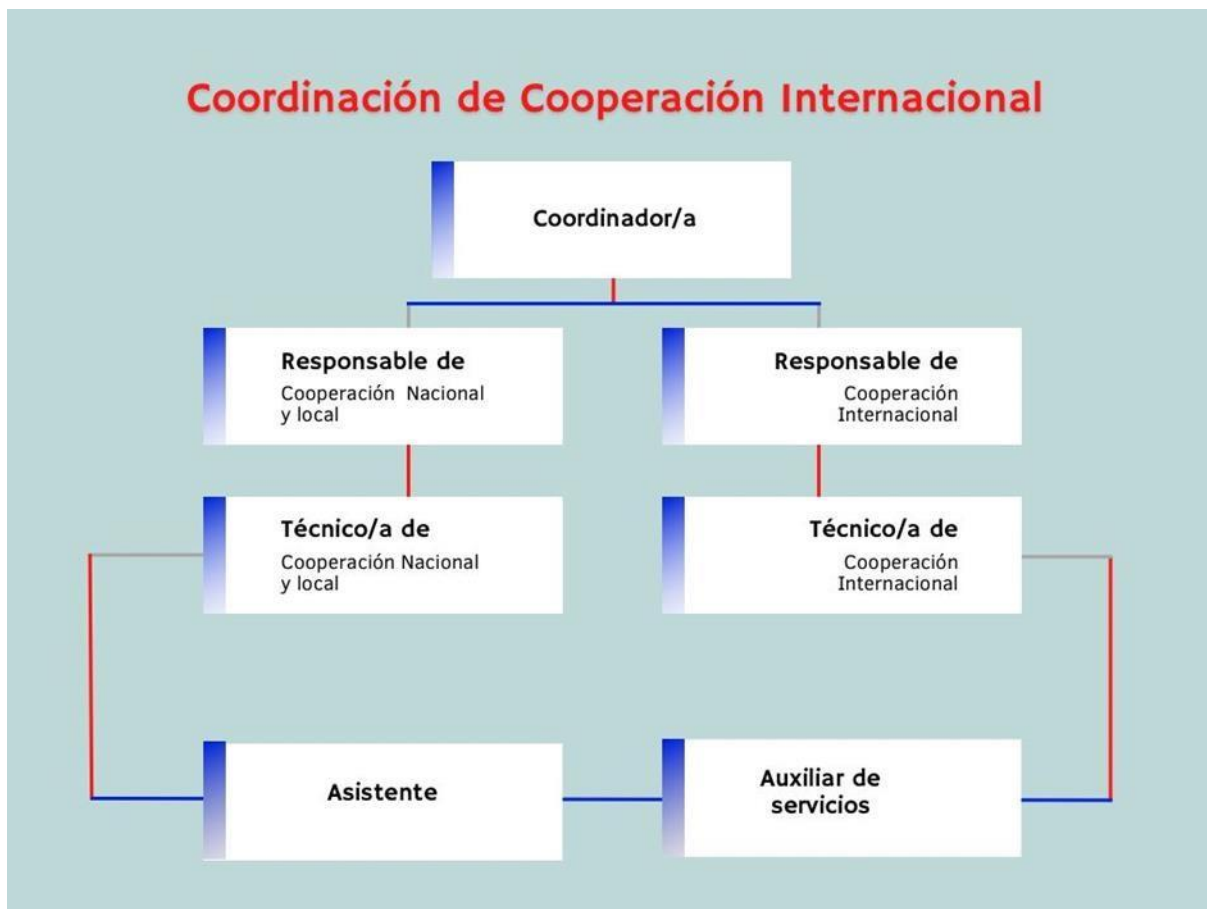 Coordinación de Cooperación Internacional
Coordinador/a
Responsable de
Cooperación Nacional
y local
Responsable de
Cooperación
Internacional
Técnico/a de
Cooperación Nacional
y local
Técnico/a de
Cooperación
Internacional
Asistente
Auxiliar de
servicios